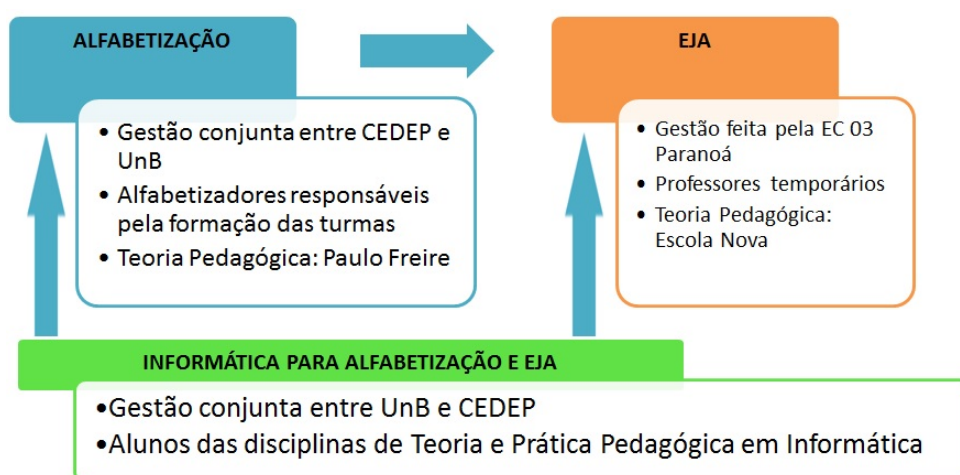 ALFABETIZAÇÃO
• Gestão conjunta entre CEDEP e
UnB
• Alfabetizadores responsáveis
pela formação das turmas
• Teoria Pedagógica: Paulo Freire
EJA
• Gestão feita pela EC 03
Paranoá
• Professores temporários
• Teoria Pedagógica:
Escola Nova
INFORMÁTICA PARA ALFABETIZAÇÃO E EJA
•Gestão conjunta entre UnB e CEDEP
•Alunos das disciplinas de Teoria e Prática Pedagógica em Informática